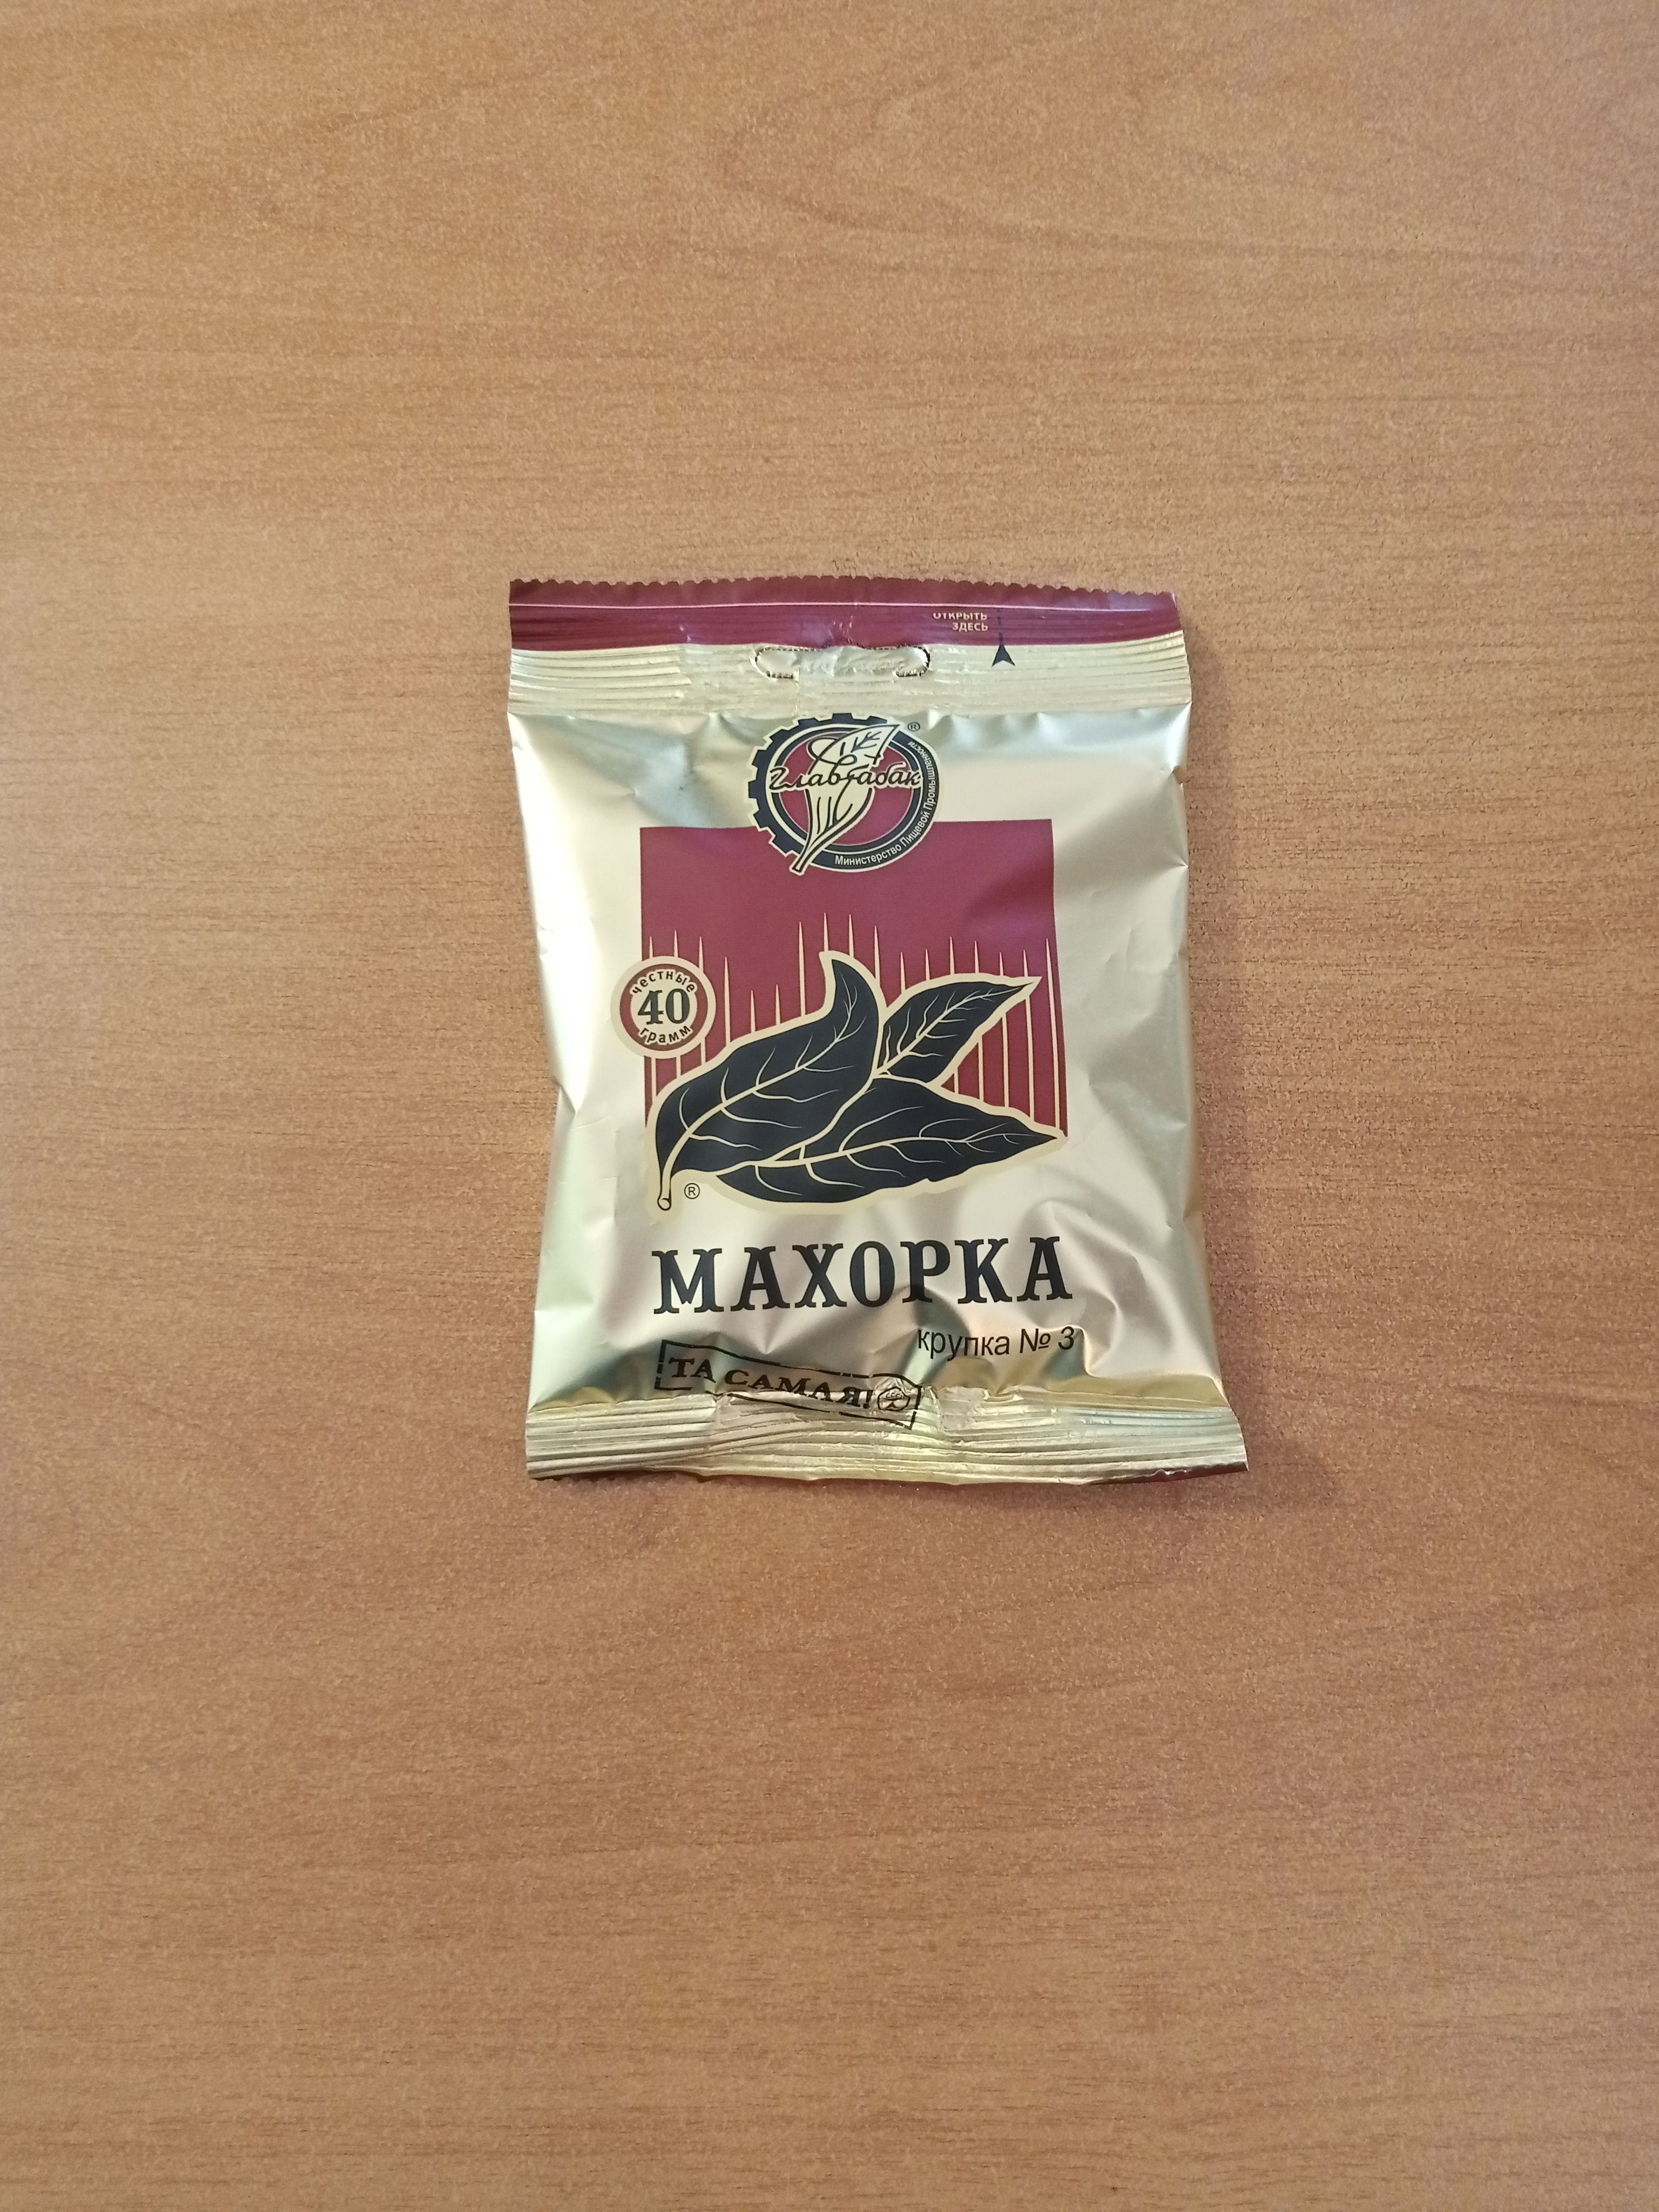 ОТКРЫТЬ
ЗДЕСЬ
Главтабак ®
Министерство Пищевой Промышленности
честные
40
грамм
®
МАХОРКА
крупка № 3
ТА САМАЯ!